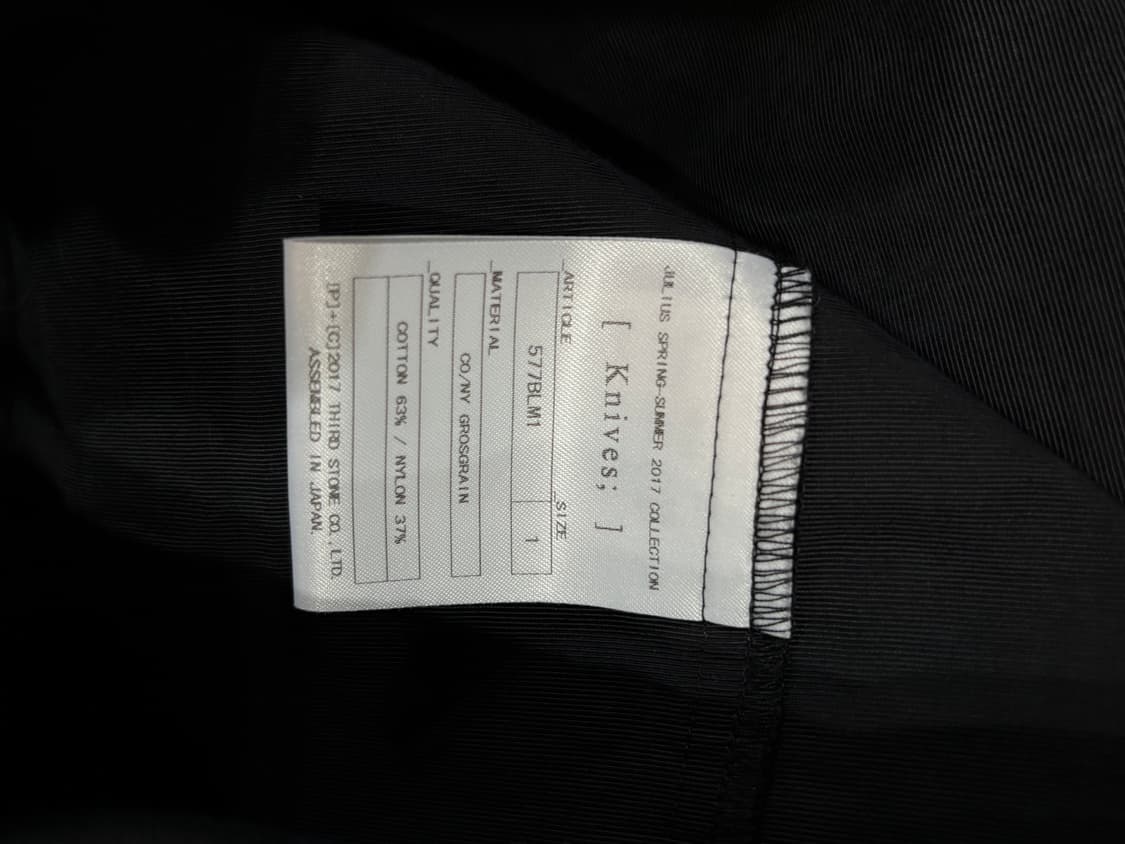 JULIUS SPRING-SUMMER 2017 COLLECTION
[ Knives; ]
_ARTICLE _SIZE
577BLM1 1
_MATERIAL
CO/NY GROSGRAIN
_QUALITY
COTTON 63% / NYLON 37%
[P]+[C]2017 THIRD STONE CO.,LTD.
ASSEMBLED IN JAPAN.